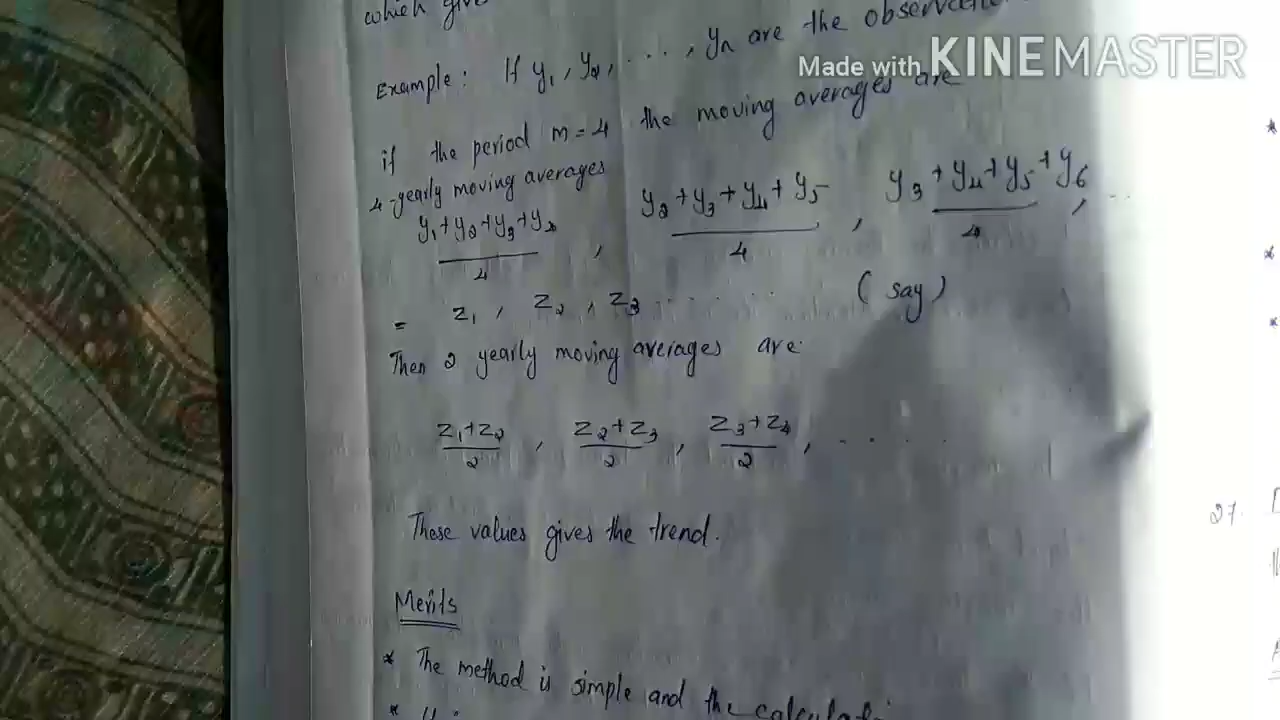 which give
Made with KINEMASTER
Example: If y₁, y₂, ..., yn are the
if the period m=4 the moving averages are
4-yearly moving averages
(y₁+y₂+y₃+y₄)/4 , (y₂+y₃+y₄+y₅)/4 , (y₃+y₄+y₅+y₆)/4 , ...
= z₁, z₂, z₃ ...... (say)
Then 2 yearly moving averages are
(z₁+z₂)/2 , (z₂+z₃)/2 , (z₃+z₄)/2 , ......
These values gives the trend.
27.
Merits
* The method is simple and the
*